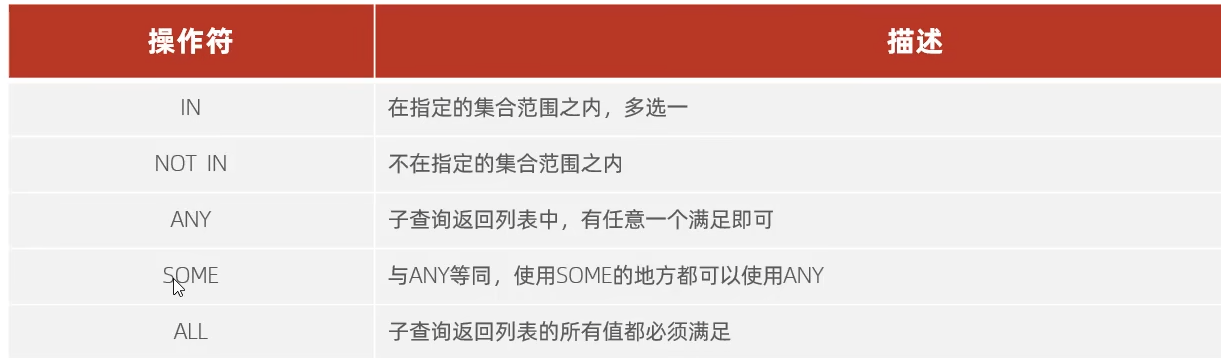 操作符 描述
IN 在指定的集合范围之内，多选一
NOT IN 不在指定的集合范围之内
ANY 子查询返回列表中，有任意一个满足即可
SOME 与ANY等同，使用SOME的地方都可以使用ANY
ALL 子查询返回列表的所有值都必须满足